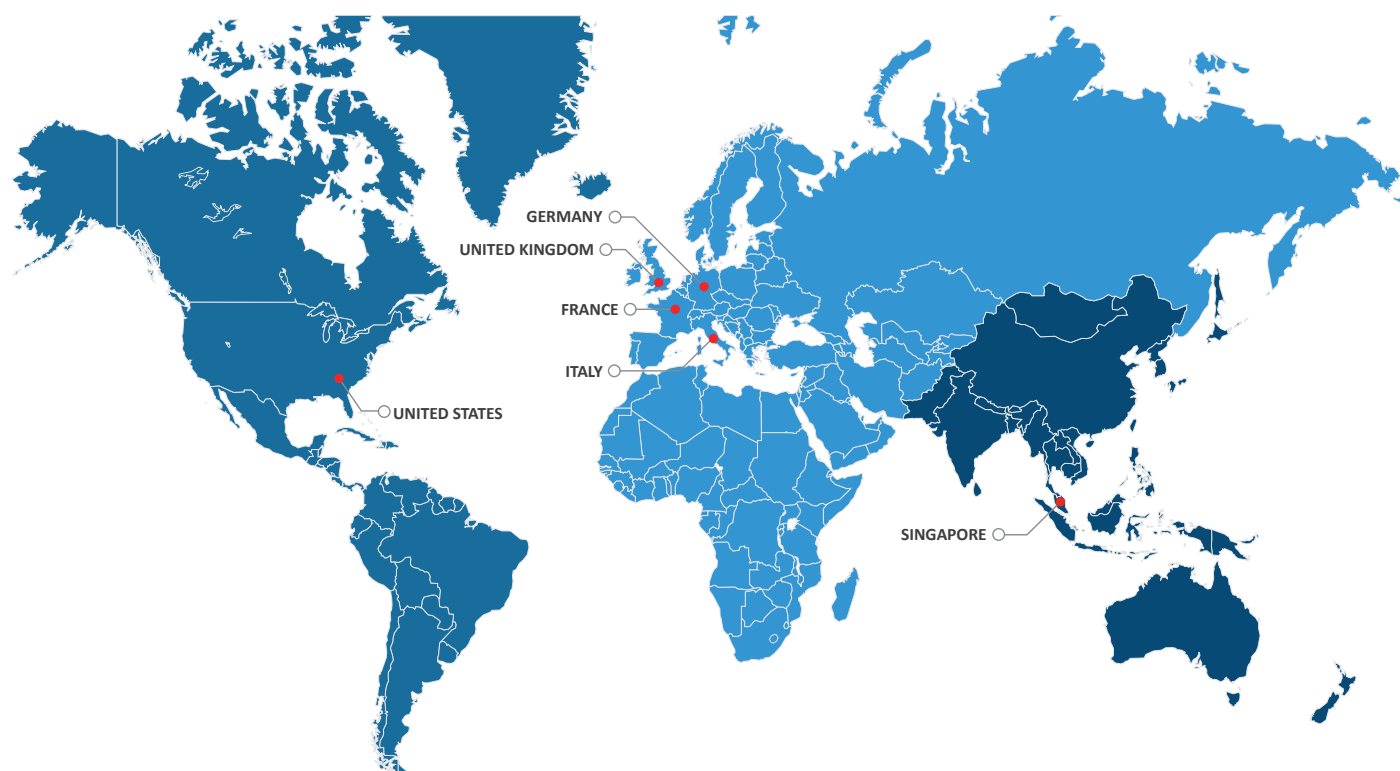 GERMANY
UNITED KINGDOM
FRANCE
ITALY
UNITED STATES
SINGAPORE